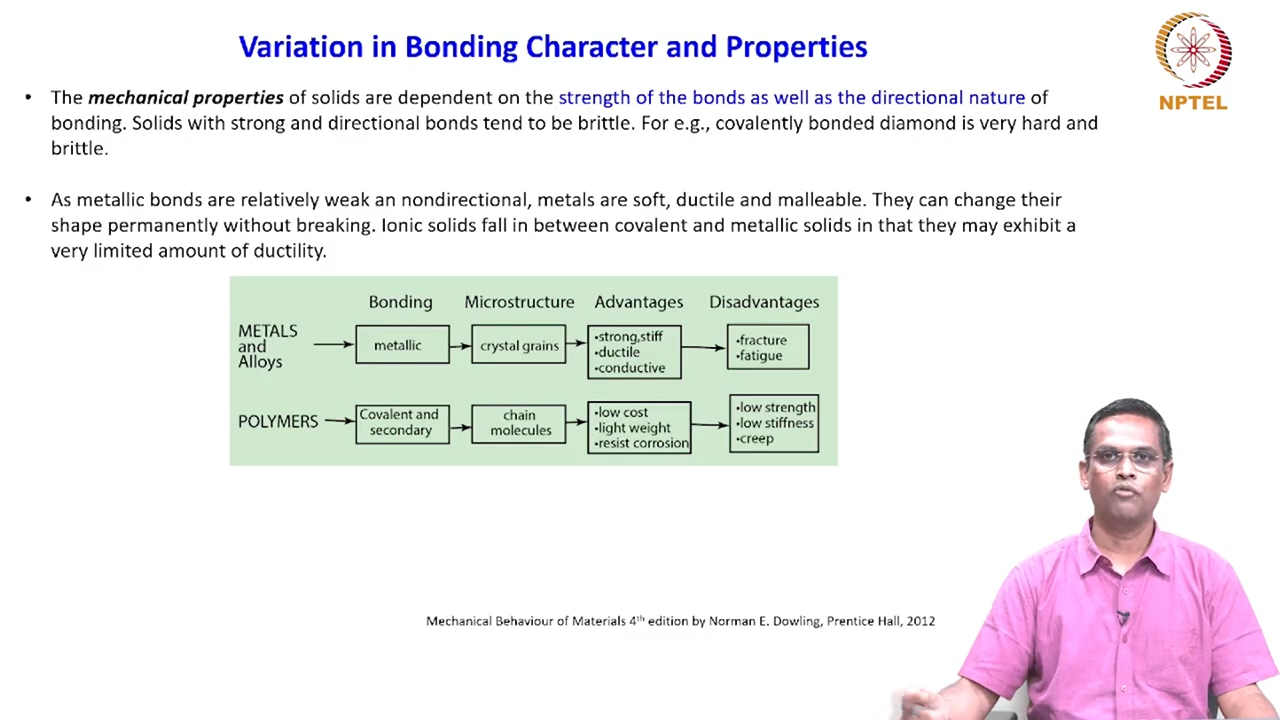 Variation in Bonding Character and Properties
NPTEL
• The mechanical properties of solids are dependent on the strength of the bonds as well as the directional nature of
bonding. Solids with strong and directional bonds tend to be brittle. For e.g., covalently bonded diamond is very hard and
brittle.
• As metallic bonds are relatively weak an nondirectional, metals are soft, ductile and malleable. They can change their
shape permanently without breaking. Ionic solids fall in between covalent and metallic solids in that they may exhibit a
very limited amount of ductility.
Bonding Microstructure Advantages Disadvantages
METALS
and
Alloys
metallic
crystal grains
•strong,stiff
•ductile
•conductive
•fracture
•fatigue
POLYMERS
Covalent and
secondary
chain
molecules
•low cost
•light weight
•resist corrosion
•low strength
•low stiffness
•creep
Mechanical Behaviour of Materials 4th edition by Norman E. Dowling, Prentice Hall, 2012